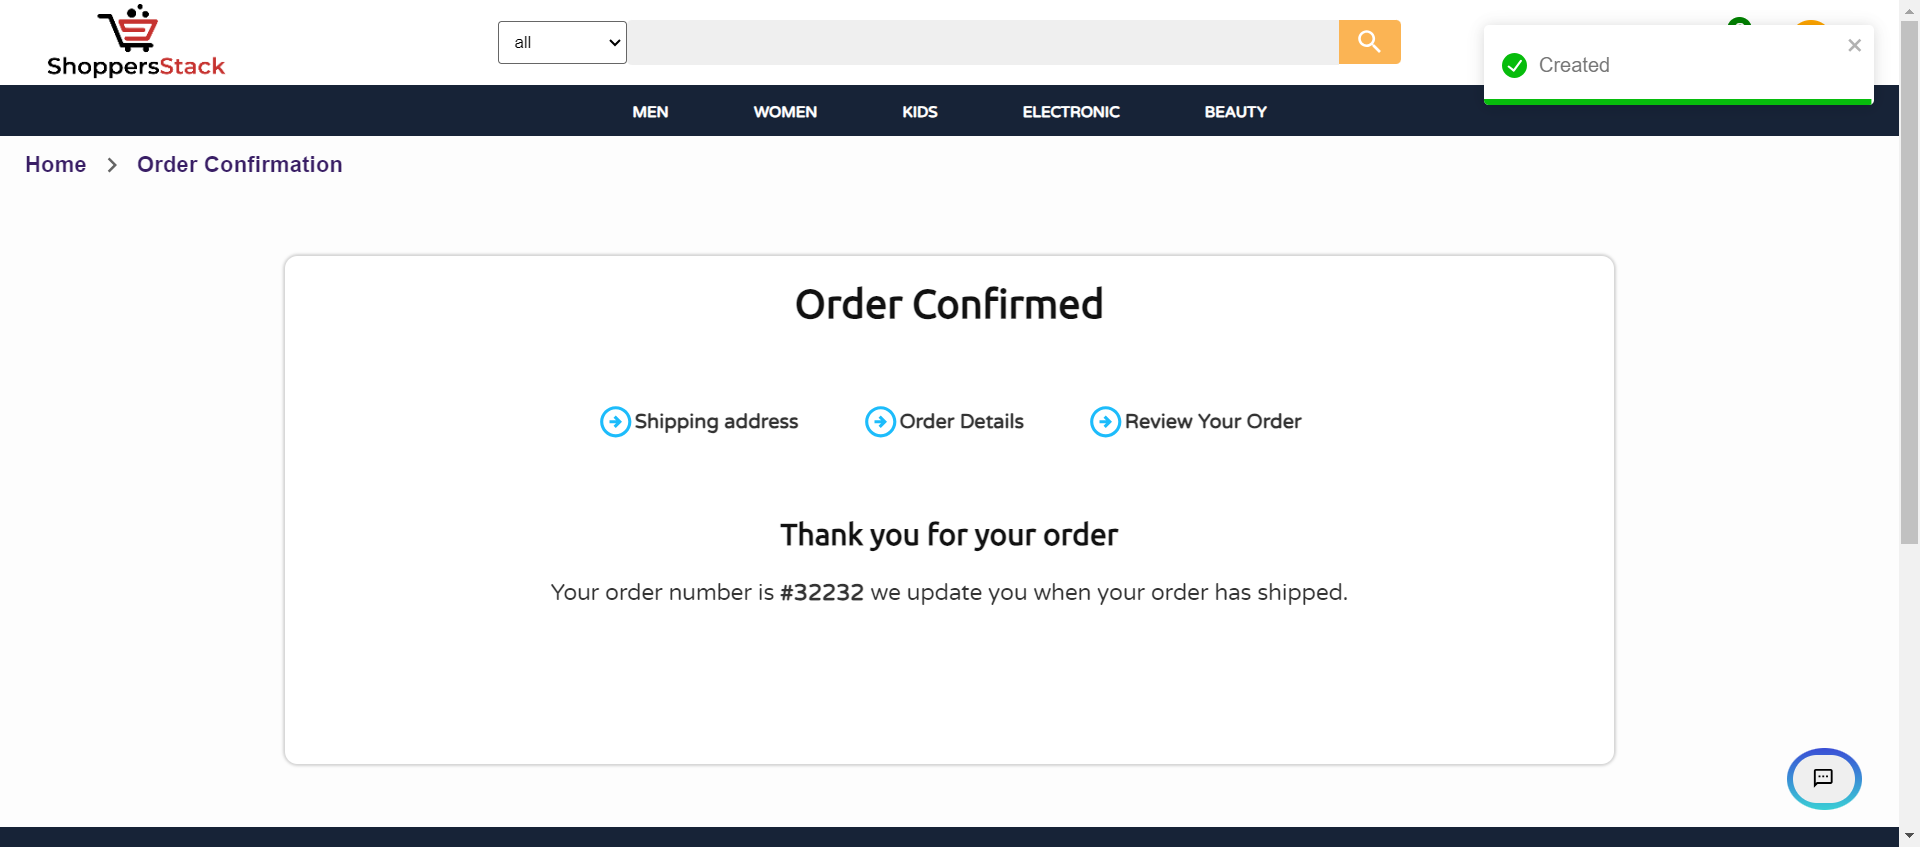 ShoppersStack
all
Created
MEN WOMEN KIDS ELECTRONIC BEAUTY
Home > Order Confirmation
Order Confirmed
Shipping address Order Details Review Your Order
Thank you for your order
Your order number is #32232 we update you when your order has shipped.